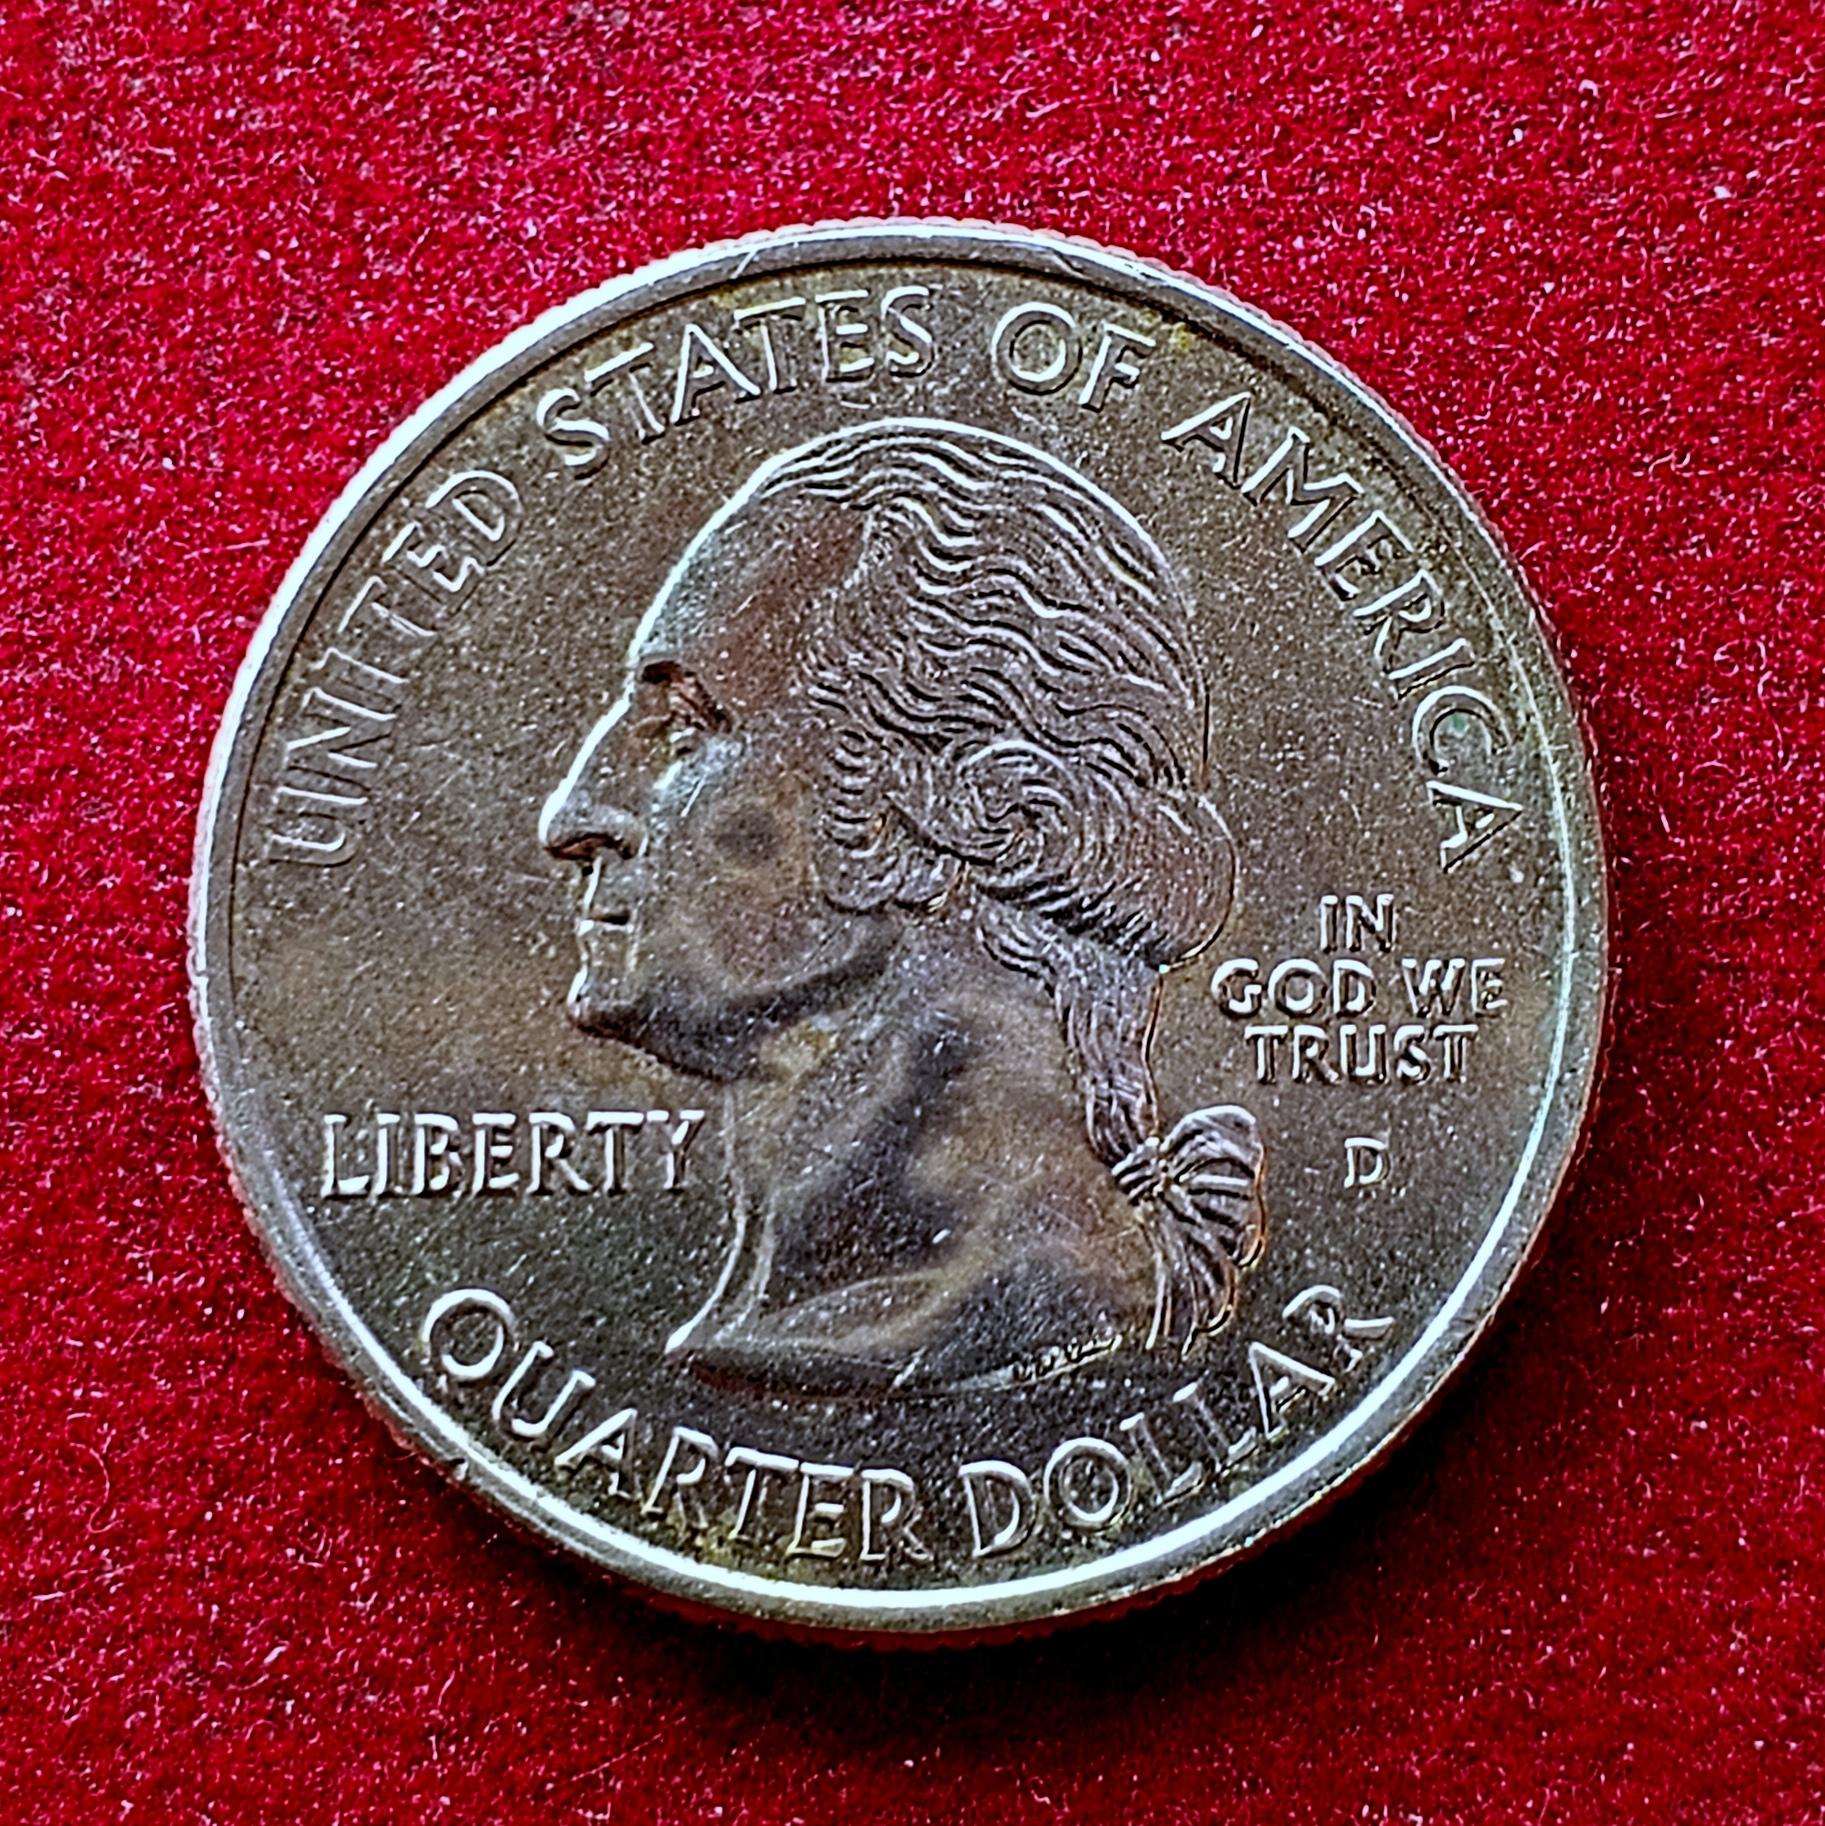 UNITED STATES OF AMERICA
LIBERTY
IN
GOD WE
TRUST
D
QUARTER DOLLAR